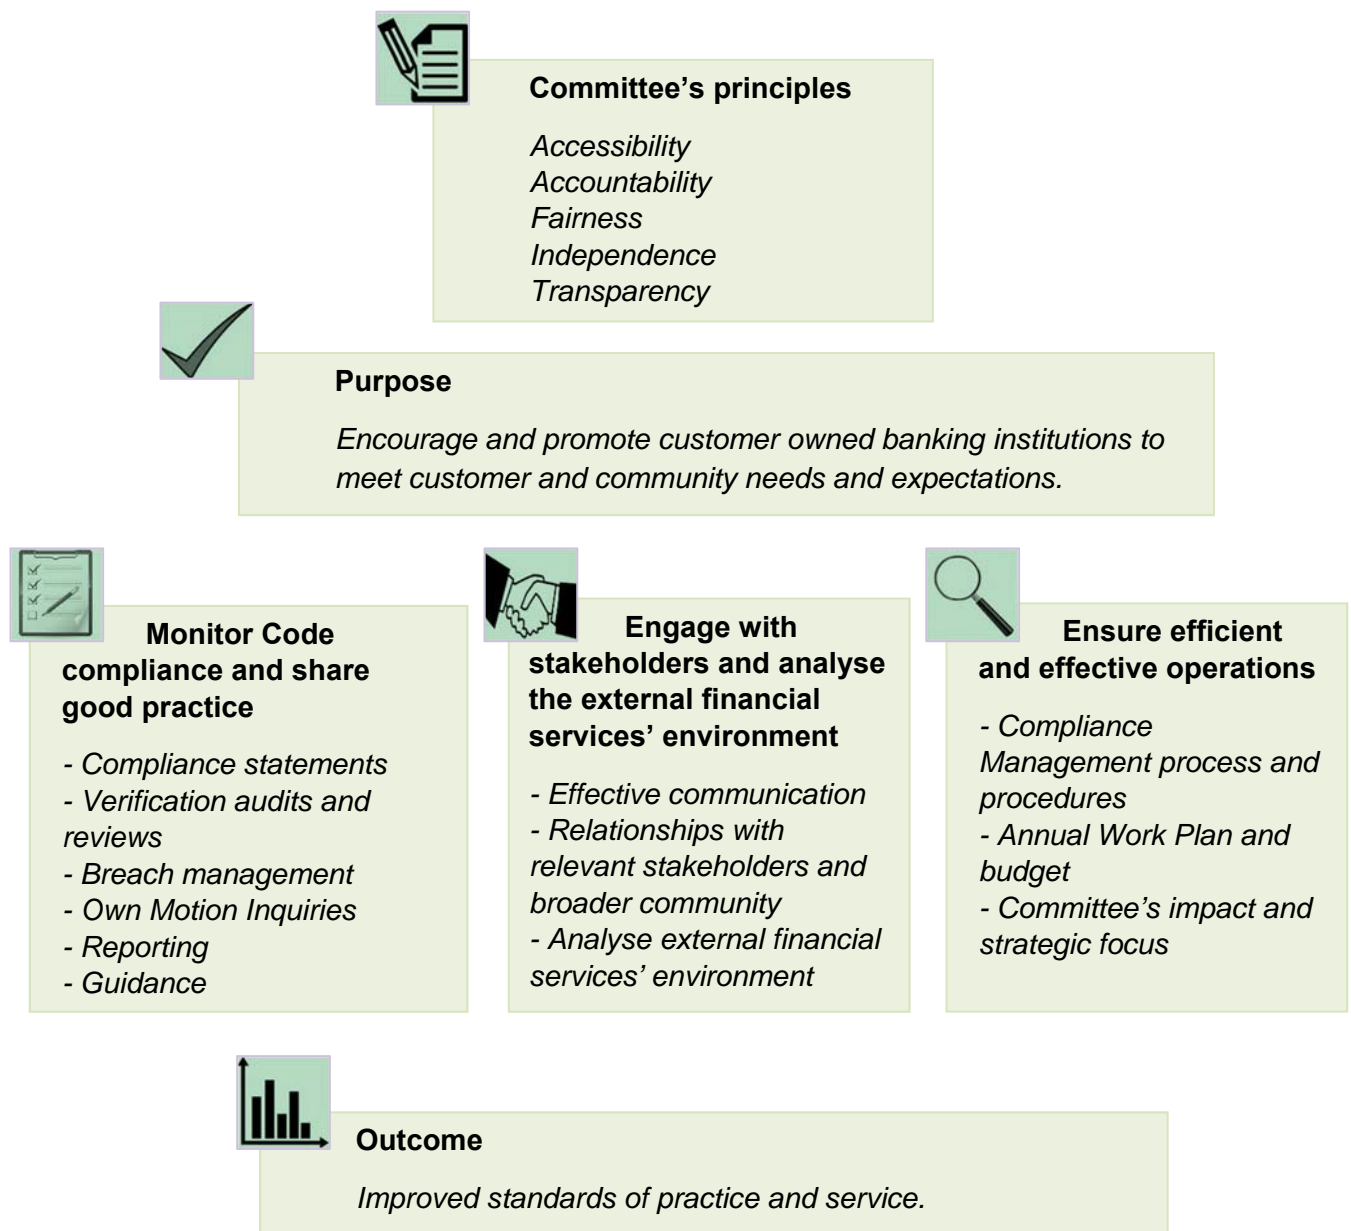 Committee’s principles
Accessibility
Accountability
Fairness
Independence
Transparency
Purpose
Encourage and promote customer owned banking institutions to
meet customer and community needs and expectations.
Monitor Code
compliance and share
good practice
- Compliance statements
- Verification audits and
reviews
- Breach management
- Own Motion Inquiries
- Reporting
- Guidance
Engage with
stakeholders and analyse
the external financial
services’ environment
- Effective communication
- Relationships with
relevant stakeholders and
broader community
- Analyse external financial
services’ environment
Ensure efficient
and effective operations
- Compliance
Management process and
procedures
- Annual Work Plan and
budget
- Committee’s impact and
strategic focus
Outcome
Improved standards of practice and service.